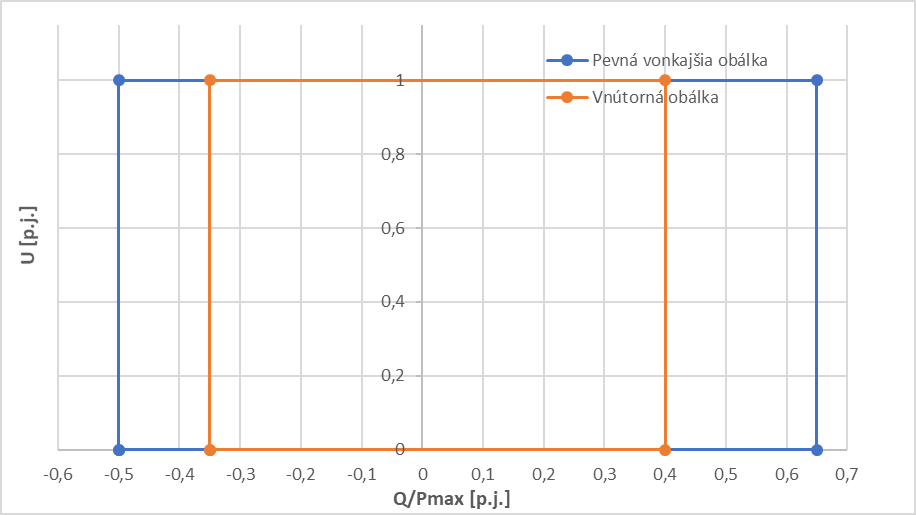 Pevná vonkajšia obálka
Vnútorná obálka
1
0,8
0,6
0,4
0,2
0
U [p.j.]
-0,6 -0,5 -0,4 -0,3 -0,2 -0,1 0 0,1 0,2 0,3 0,4 0,5 0,6 0,7
Q/Pmax [p.j.]